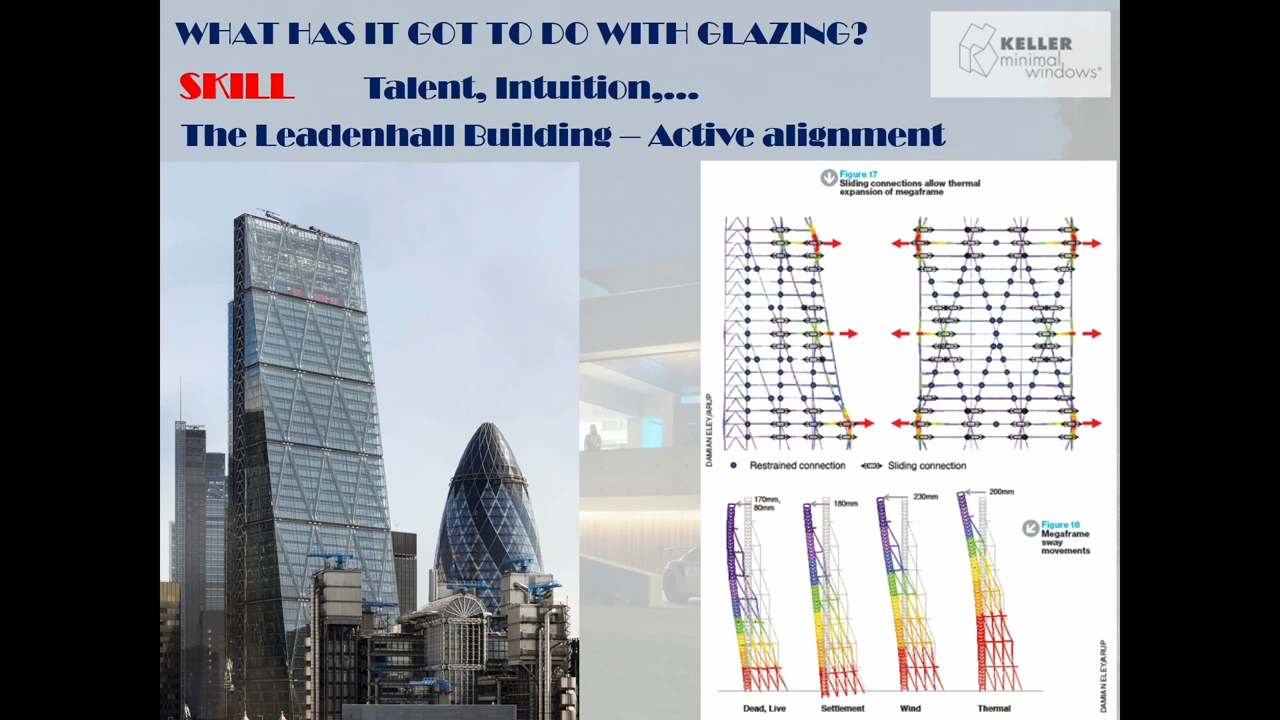 WHAT HAS IT GOT TO DO WITH GLAZING?
KELLER
minimal
windows®
SKILL Talent, Intuition,...
The Leadenhall Building – Active alignment
Figure 17
Sliding connections allow thermal
expansion of megaframe
DAMIAN ELEY/ARUP
Restrained connection
Sliding connection
170mm,
80mm
180mm
230mm
200mm
Figure 18
Megaframe
sway
movements
DAMIAN ELEY/ARUP
Dead, Live
Settlement
Wind
Thermal